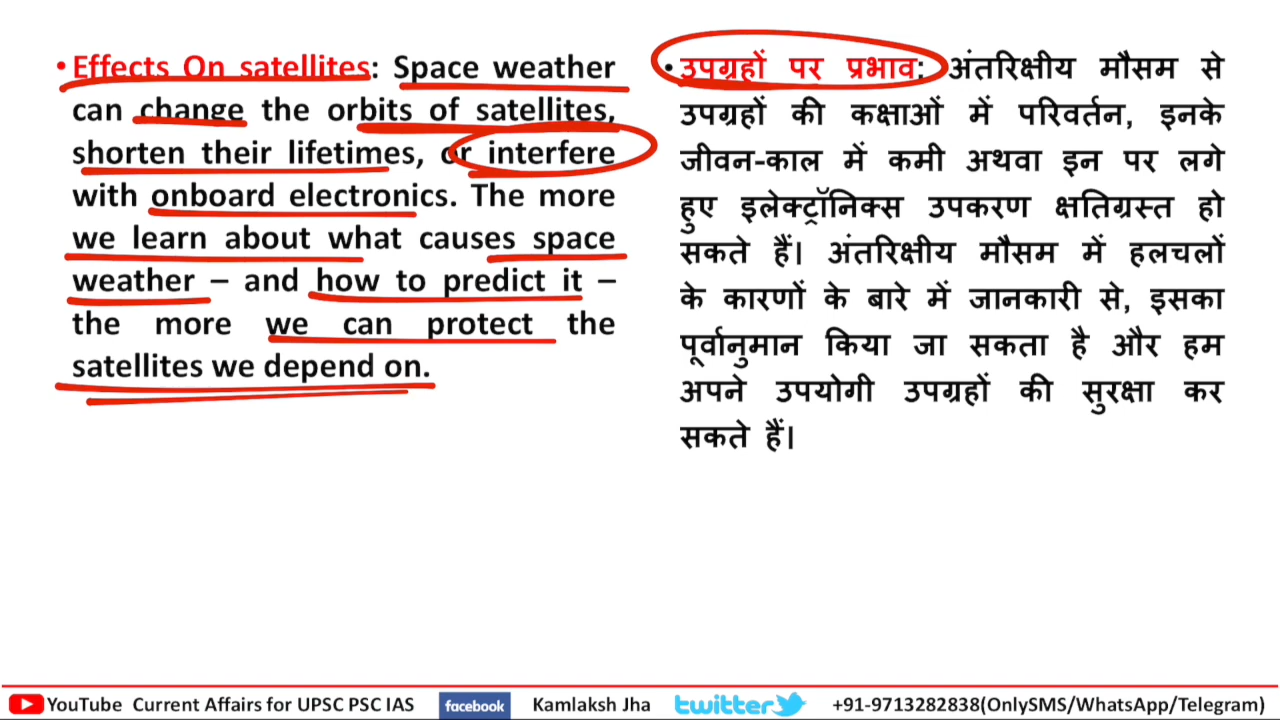 • Effects On satellites: Space weather
can change the orbits of satellites,
shorten their lifetimes, or interfere
with onboard electronics. The more
we learn about what causes space
weather – and how to predict it –
the more we can protect the
satellites we depend on.
• उपग्रहों पर प्रभाव: अंतरिक्षीय मौसम से
उपग्रहों की कक्षाओं में परिवर्तन, इनके
जीवन-काल में कमी अथवा इन पर लगे
हुए इलेक्ट्रॉनिक्स उपकरण क्षतिग्रस्त हो
सकते हैं। अंतरिक्षीय मौसम में हलचलों
के कारणों के बारे में जानकारी से, इसका
पूर्वानुमान किया जा सकता है और हम
अपने उपयोगी उपग्रहों की सुरक्षा कर
सकते हैं।
YouTube Current Affairs for UPSC PSC IAS facebook Kamlaksh Jha twitter +91-9713282838(OnlySMS/WhatsApp/Telegram)